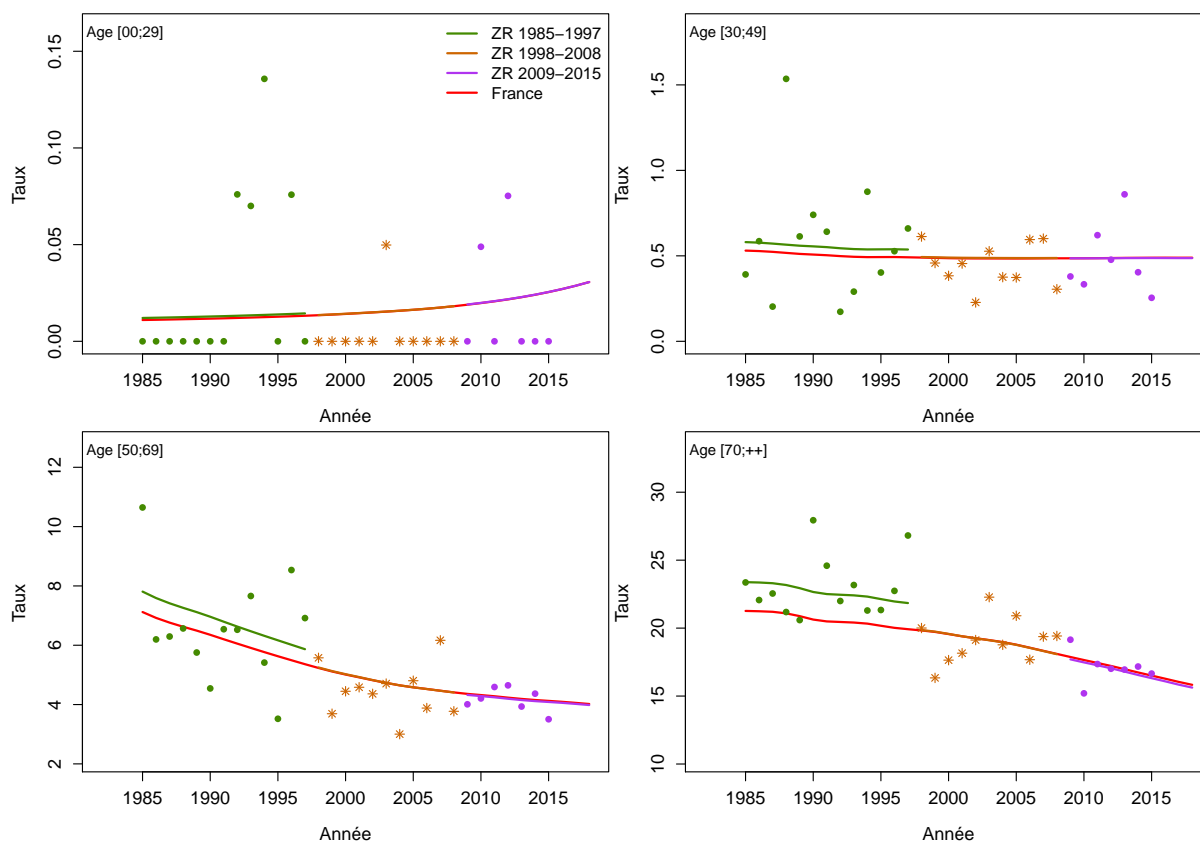 Age [00;29]
ZR 1985–1997
ZR 1998–2008
ZR 2009–2015
France
0.15
0.10
0.05
0.00
Taux
1985 1990 1995 2000 2005 2010 2015
Année
Age [30;49]
1.5
1.0
0.5
0.0
Taux
1985 1990 1995 2000 2005 2010 2015
Année
Age [50;69]
12
10
8
6
4
2
Taux
1985 1990 1995 2000 2005 2010 2015
Année
Age [70;++]
30
25
20
15
10
Taux
1985 1990 1995 2000 2005 2010 2015
Année